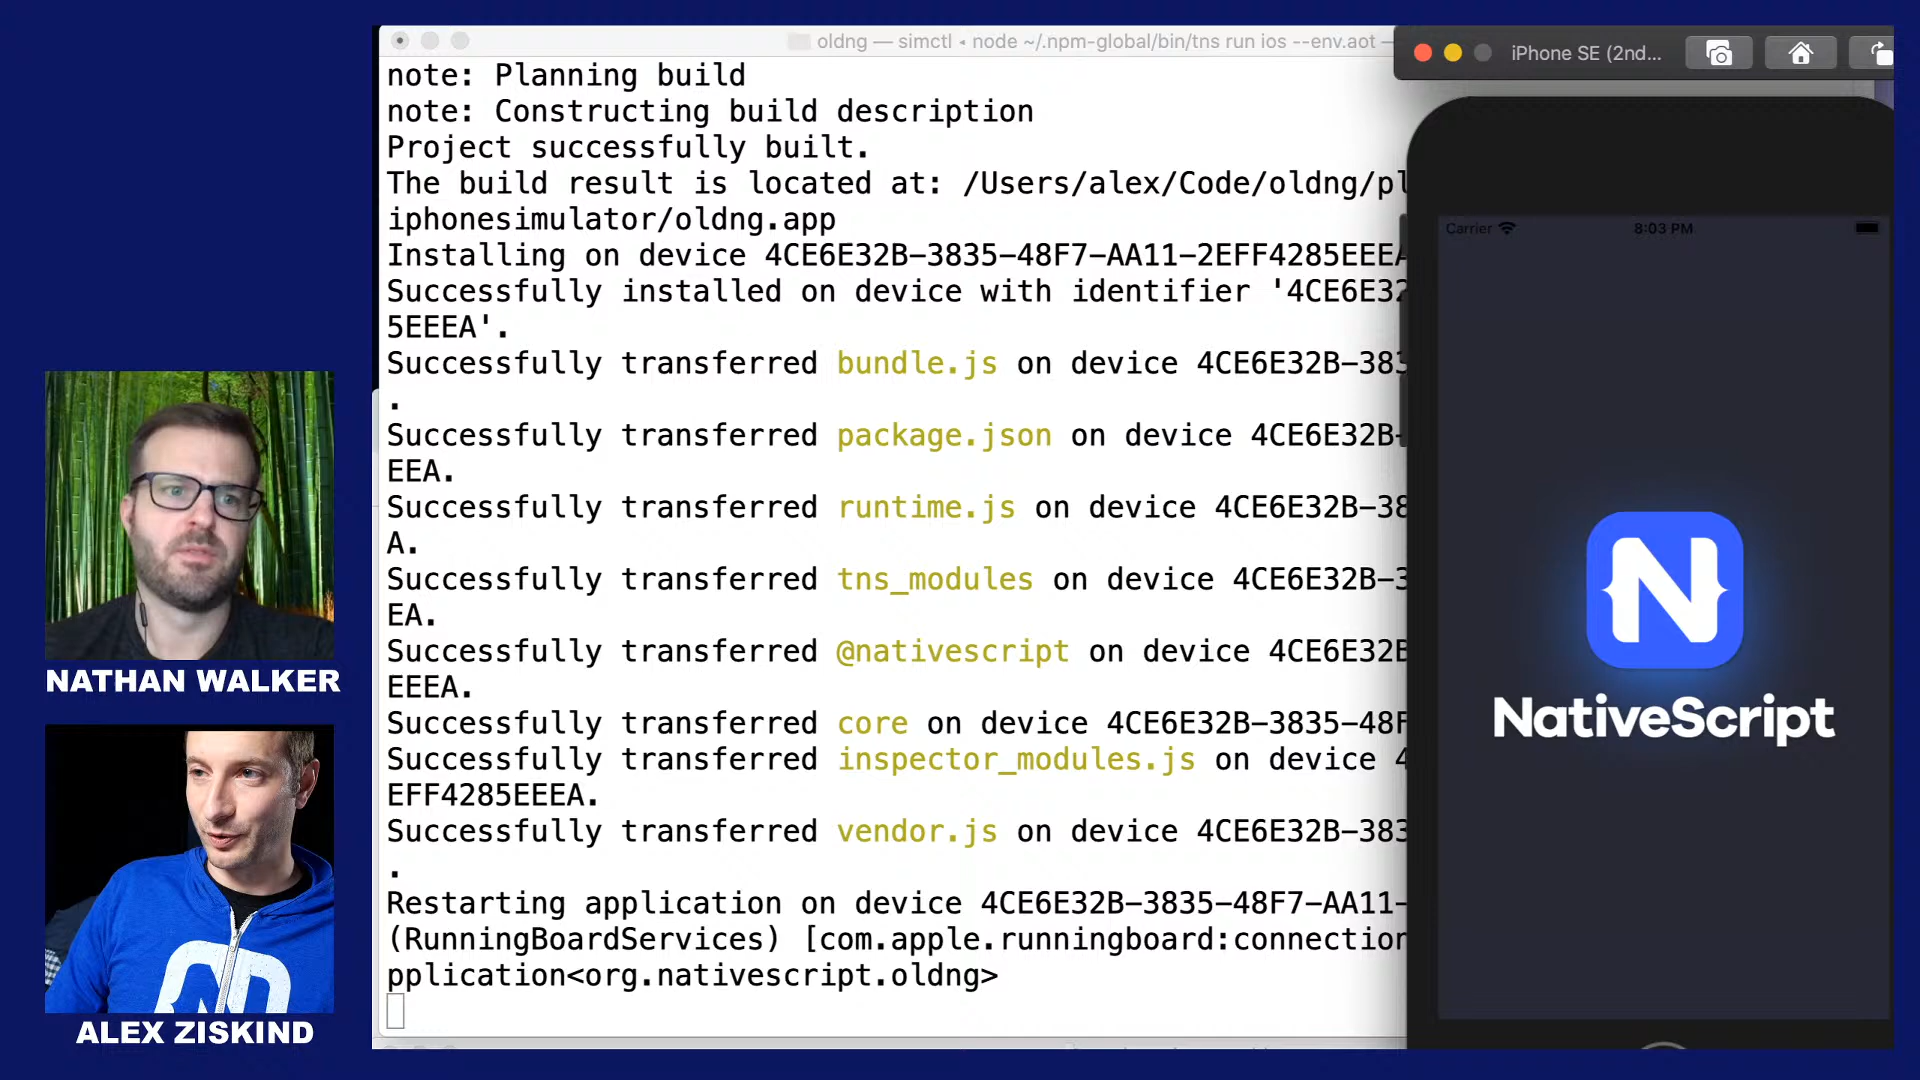 oldng — simctl ◂ node ~/.npm-global/bin/tns run ios --env.aot —
note: Planning build
note: Constructing build description
Project successfully built.
The build result is located at: /Users/alex/Code/oldng/pl
iphonesimulator/oldng.app
Installing on device 4CE6E32B-3835-48F7-AA11-2EFF4285EEEA
Successfully installed on device with identifier '4CE6E32
5EEEA'.
Successfully transferred bundle.js on device 4CE6E32B-383
.
Successfully transferred package.json on device 4CE6E32B-
EEA.
Successfully transferred runtime.js on device 4CE6E32B-38
A.
Successfully transferred tns_modules on device 4CE6E32B-3
EA.
Successfully transferred @nativescript on device 4CE6E32B
EEEA.
Successfully transferred core on device 4CE6E32B-3835-48F
Successfully transferred inspector_modules.js on device 4
EFF4285EEEA.
Successfully transferred vendor.js on device 4CE6E32B-383
.
Restarting application on device 4CE6E32B-3835-48F7-AA11-
(RunningBoardServices) [com.apple.runningboard:connection
pplication<org.nativescript.oldng>
iPhone SE (2nd...
Carrier 8:03 PM
N
NativeScript
NATHAN WALKER
ALEX ZISKIND